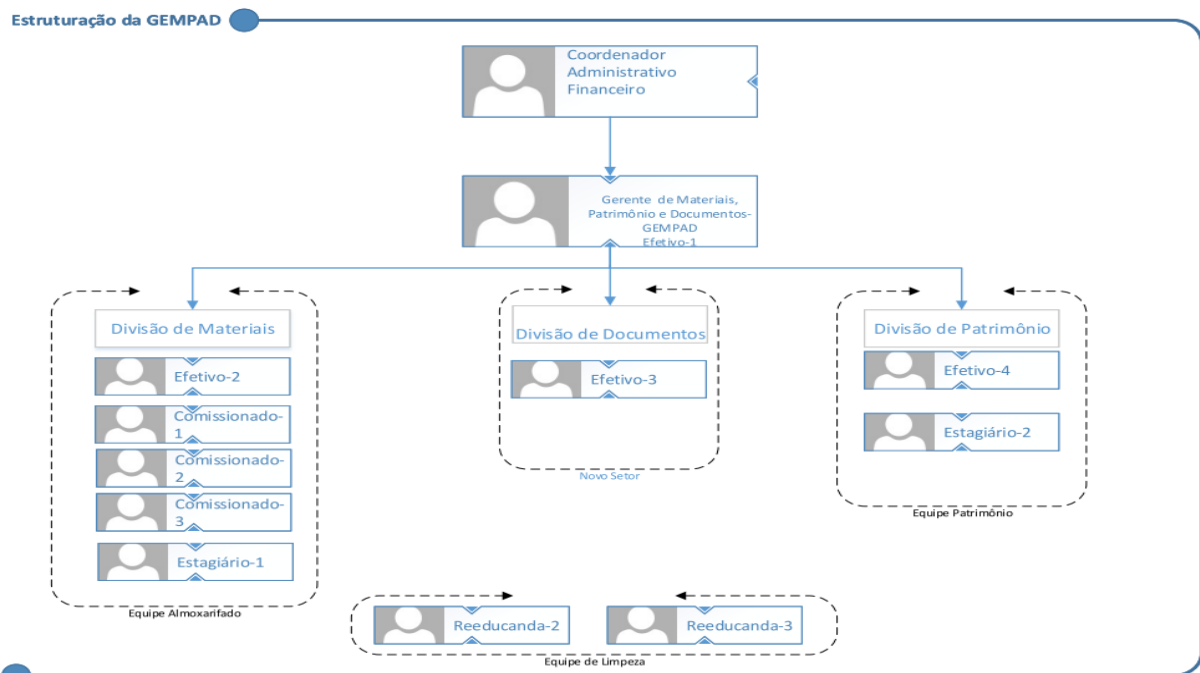 Estruturação da GEMPAD
Coordenador
Administrativo
Financeiro
Gerente de Materiais,
Patrimônio e Documentos-
GEMPAD
Efetivo-1
Divisão de Materiais
Efetivo-2
Comissionado-
1
Comissionado-
2
Comissionado-
3
Estagiário-1
Equipe Almoxarifado
Divisão de Documentos
Efetivo-3
Novo Setor
Divisão de Patrimônio
Efetivo-4
Estagiário-2
Equipe Patrimônio
Reeducanda-2
Reeducanda-3
Equipe de Limpeza